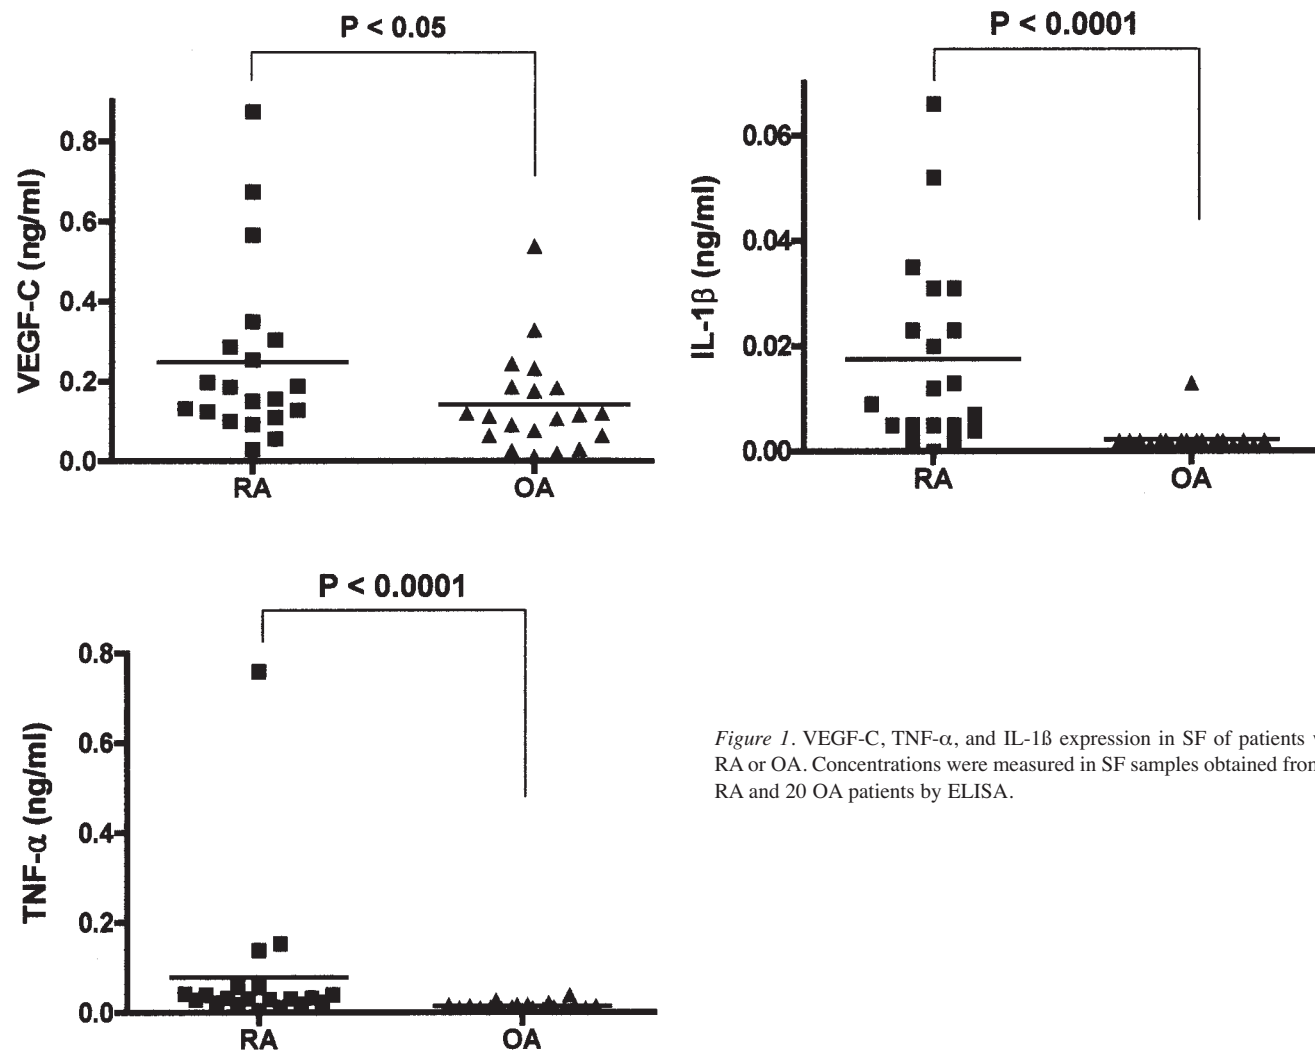 P < 0.05
VEGF-C (ng/ml)
0.8
0.6
0.4
0.2
0.0
RA
OA
P < 0.0001
IL-1β (ng/ml)
0.06
0.04
0.02
0.00
RA
OA
P < 0.0001
TNF-α (ng/ml)
0.8
0.6
0.4
0.2
0.0
RA
OA
Figure 1. VEGF-C, TNF-α, and IL-1ß expression in SF of patients
RA or OA. Concentrations were measured in SF samples obtained from
RA and 20 OA patients by ELISA.